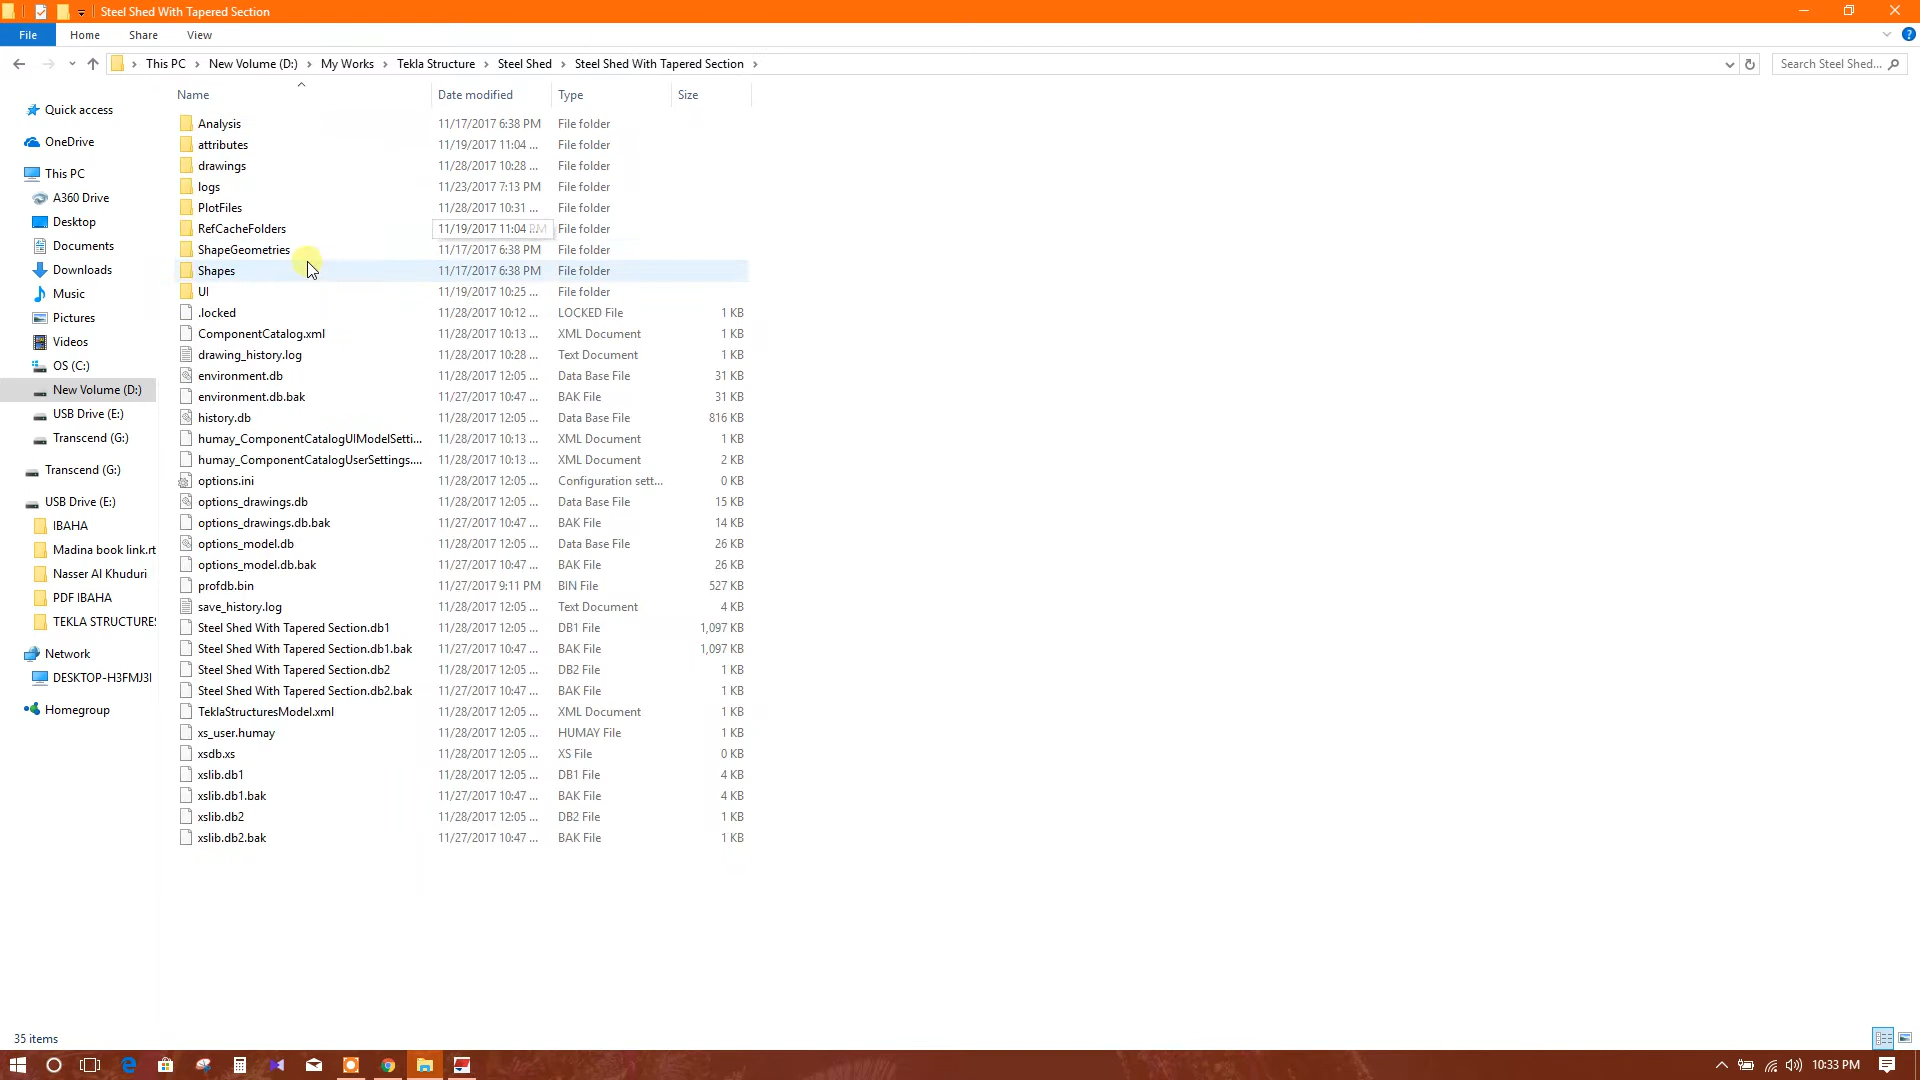 Steel Shed With Tapered Section
File Home Share View
This PC New Volume (D:) My Works Tekla Structure Steel Shed Steel Shed With Tapered Section
Search Steel Shed...
Name Date modified Type Size
Quick access
OneDrive
This PC
A360 Drive
Desktop
Documents
Downloads
Music
Pictures
Videos
OS (C:)
New Volume (D:)
USB Drive (E:)
Transcend (G:)
Transcend (G:)
USB Drive (E:)
IBAHA
Madina book link.rt
Nasser Al Khuduri
PDF IBAHA
TEKLA STRUCTURES
Network
DESKTOP-H3FMJ3I
Homegroup
Analysis 11/17/2017 6:38 PM File folder
attributes 11/19/2017 11:04 ... File folder
drawings 11/28/2017 10:28 ... File folder
logs 11/23/2017 7:13 PM File folder
PlotFiles 11/28/2017 10:31 ... File folder
RefCacheFolders 11/19/2017 11:04 PM File folder
ShapeGeometries 11/17/2017 6:38 PM File folder
Shapes 11/17/2017 6:38 PM File folder
UI 11/19/2017 10:25 ... File folder
.locked 11/28/2017 10:12 ... LOCKED File 1 KB
ComponentCatalog.xml 11/28/2017 10:13 ... XML Document 1 KB
drawing_history.log 11/28/2017 10:28 ... Text Document 1 KB
environment.db 11/28/2017 12:05 ... Data Base File 31 KB
environment.db.bak 11/27/2017 10:47 ... BAK File 31 KB
history.db 11/28/2017 12:05 ... Data Base File 816 KB
humay_ComponentCatalogUIModelSetti... 11/28/2017 10:13 ... XML Document 1 KB
humay_ComponentCatalogUserSettings.... 11/28/2017 10:13 ... XML Document 2 KB
options.ini 11/28/2017 12:05 ... Configuration sett... 0 KB
options_drawings.db 11/28/2017 12:05 ... Data Base File 15 KB
options_drawings.db.bak 11/27/2017 10:47 ... BAK File 14 KB
options_model.db 11/28/2017 12:05 ... Data Base File 26 KB
options_model.db.bak 11/27/2017 10:47 ... BAK File 26 KB
profdb.bin 11/27/2017 9:11 PM BIN File 527 KB
save_history.log 11/28/2017 12:05 ... Text Document 4 KB
Steel Shed With Tapered Section.db1 11/28/2017 12:05 ... DB1 File 1,097 KB
Steel Shed With Tapered Section.db1.bak 11/27/2017 10:47 ... BAK File 1,097 KB
Steel Shed With Tapered Section.db2 11/28/2017 12:05 ... DB2 File 1 KB
Steel Shed With Tapered Section.db2.bak 11/27/2017 10:47 ... BAK File 1 KB
TeklaStructuresModel.xml 11/28/2017 12:05 ... XML Document 1 KB
xs_user.humay 11/28/2017 12:05 ... HUMAY File 1 KB
xsdb.xs 11/28/2017 12:05 ... XS File 0 KB
xslib.db1 11/28/2017 12:05 ... DB1 File 4 KB
xslib.db1.bak 11/27/2017 10:47 ... BAK File 4 KB
xslib.db2 11/28/2017 12:05 ... DB2 File 1 KB
xslib.db2.bak 11/27/2017 10:47 ... BAK File 1 KB
35 items
10:33 PM